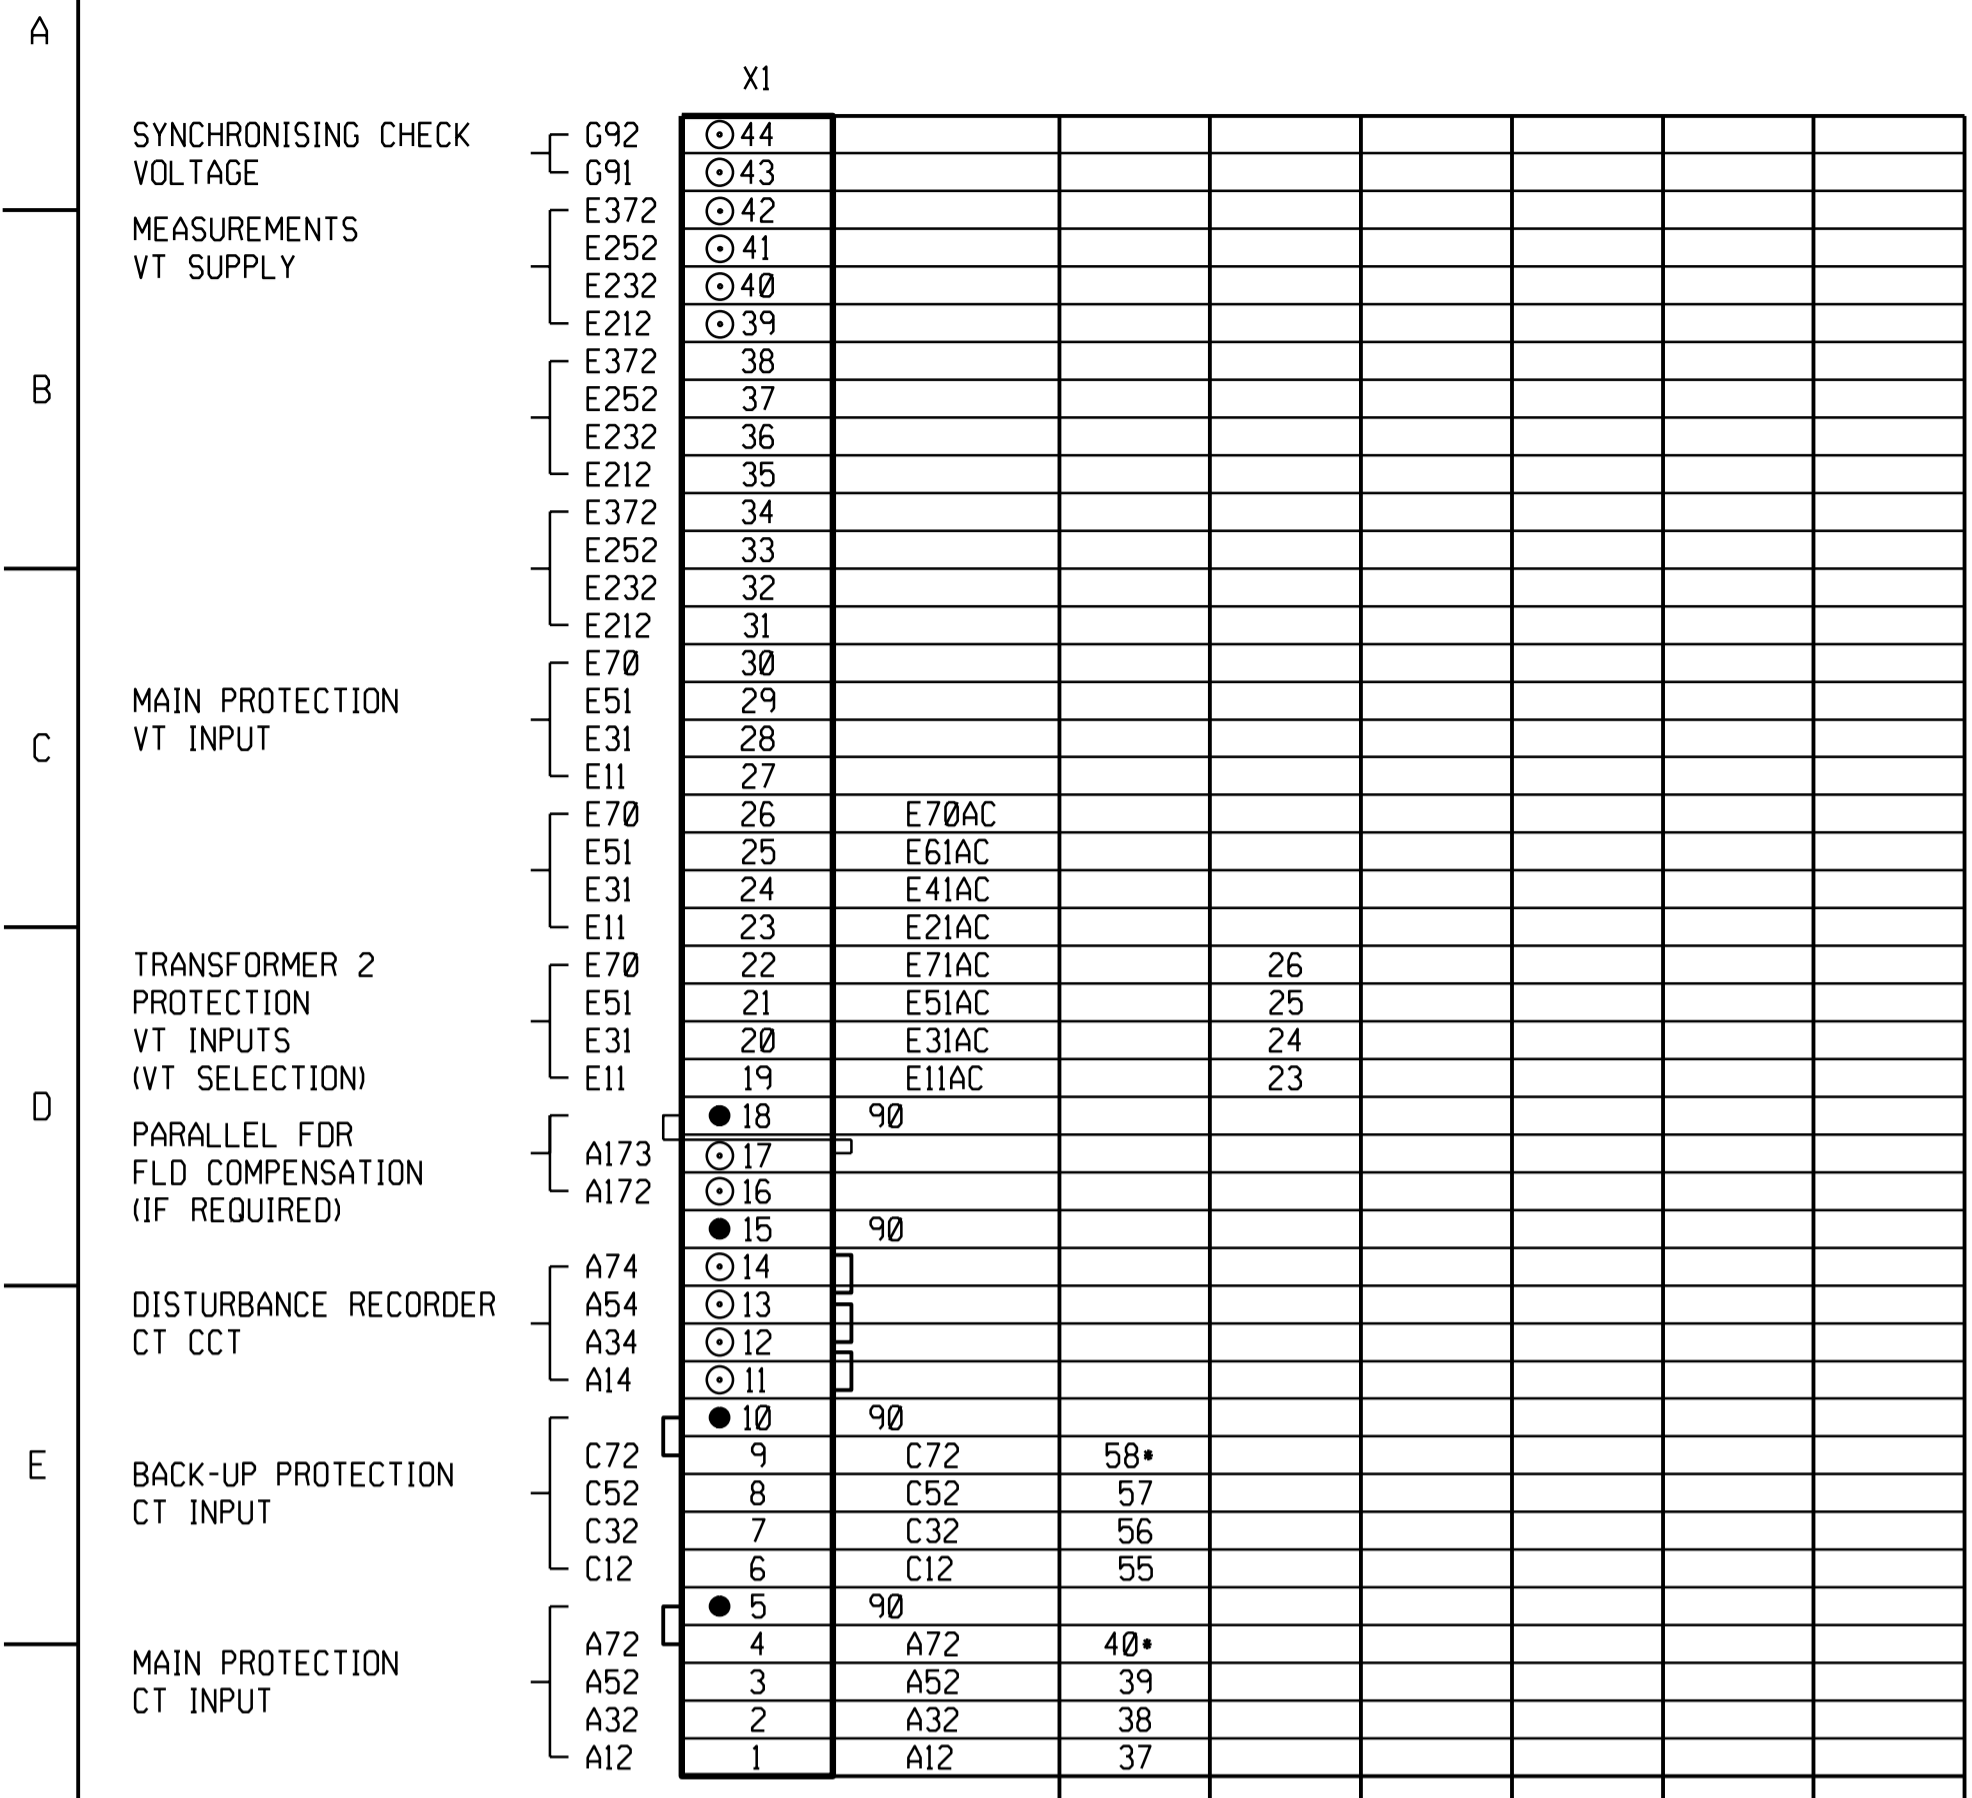 A
X1
SYNCHRONISING CHECK G92 44
VOLTAGE G91 43
E372 42
MEASUREMENTS
E252 41
VT SUPPLY
E232 40
E212 39
E372 38
B
E252 37
E232 36
E212 35
E372 34
E252 33
E232 32
E212 31
E70 30
MAIN PROTECTION E51 29
VT INPUT E31 28
C
E11 27
E70 26 E70AC
E51 25 E61AC
E31 24 E41AC
E11 23 E21AC
TRANSFORMER 2 E70 22 E71AC 26
PROTECTION E51 21 E51AC 25
VT INPUTS E31 20 E31AC 24
(VT SELECTION) E11 19 E11AC 23
D
18 90
PARALLEL FDR
A173 17
FLD COMPENSATION
A172 16
(IF REQUIRED)
15 90
A74 14
DISTURBANCE RECORDER A54 13
CT CCT A34 12
A14 11
10 90
E
C72 9 C72 58*
BACK-UP PROTECTION
C52 8 C52 57
CT INPUT
C32 7 C32 56
C12 6 C12 55
5 90
A72 4 A72 40*
MAIN PROTECTION
A52 3 A52 39
CT INPUT
A32 2 A32 38
A12 1 A12 37